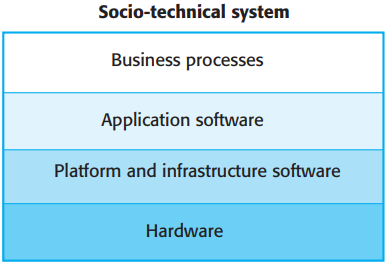 Socio-technical system
Business processes
Application software
Platform and infrastructure software
Hardware